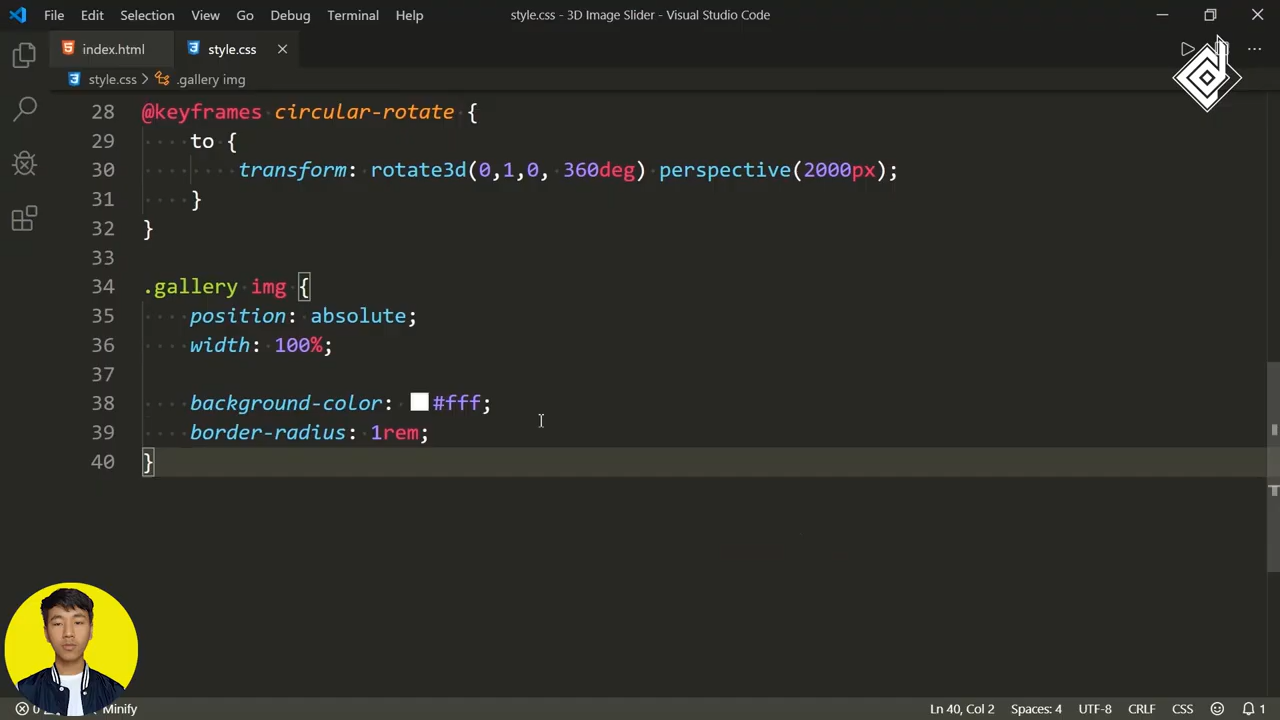 File Edit Selection View Go Debug Terminal Help style.css - 3D Image Slider - Visual Studio Code
index.html style.css
style.css > .gallery img
28 @keyframes circular-rotate {
29 to {
30 transform: rotate3d(0,1,0, 360deg) perspective(2000px);
31 }
32 }
33
34 .gallery img {
35 position: absolute;
36 width: 100%;
37
38 background-color: #fff;
39 border-radius: 1rem;
40 }
0 Minify Ln 40, Col 2 Spaces: 4 UTF-8 CRLF CSS 1